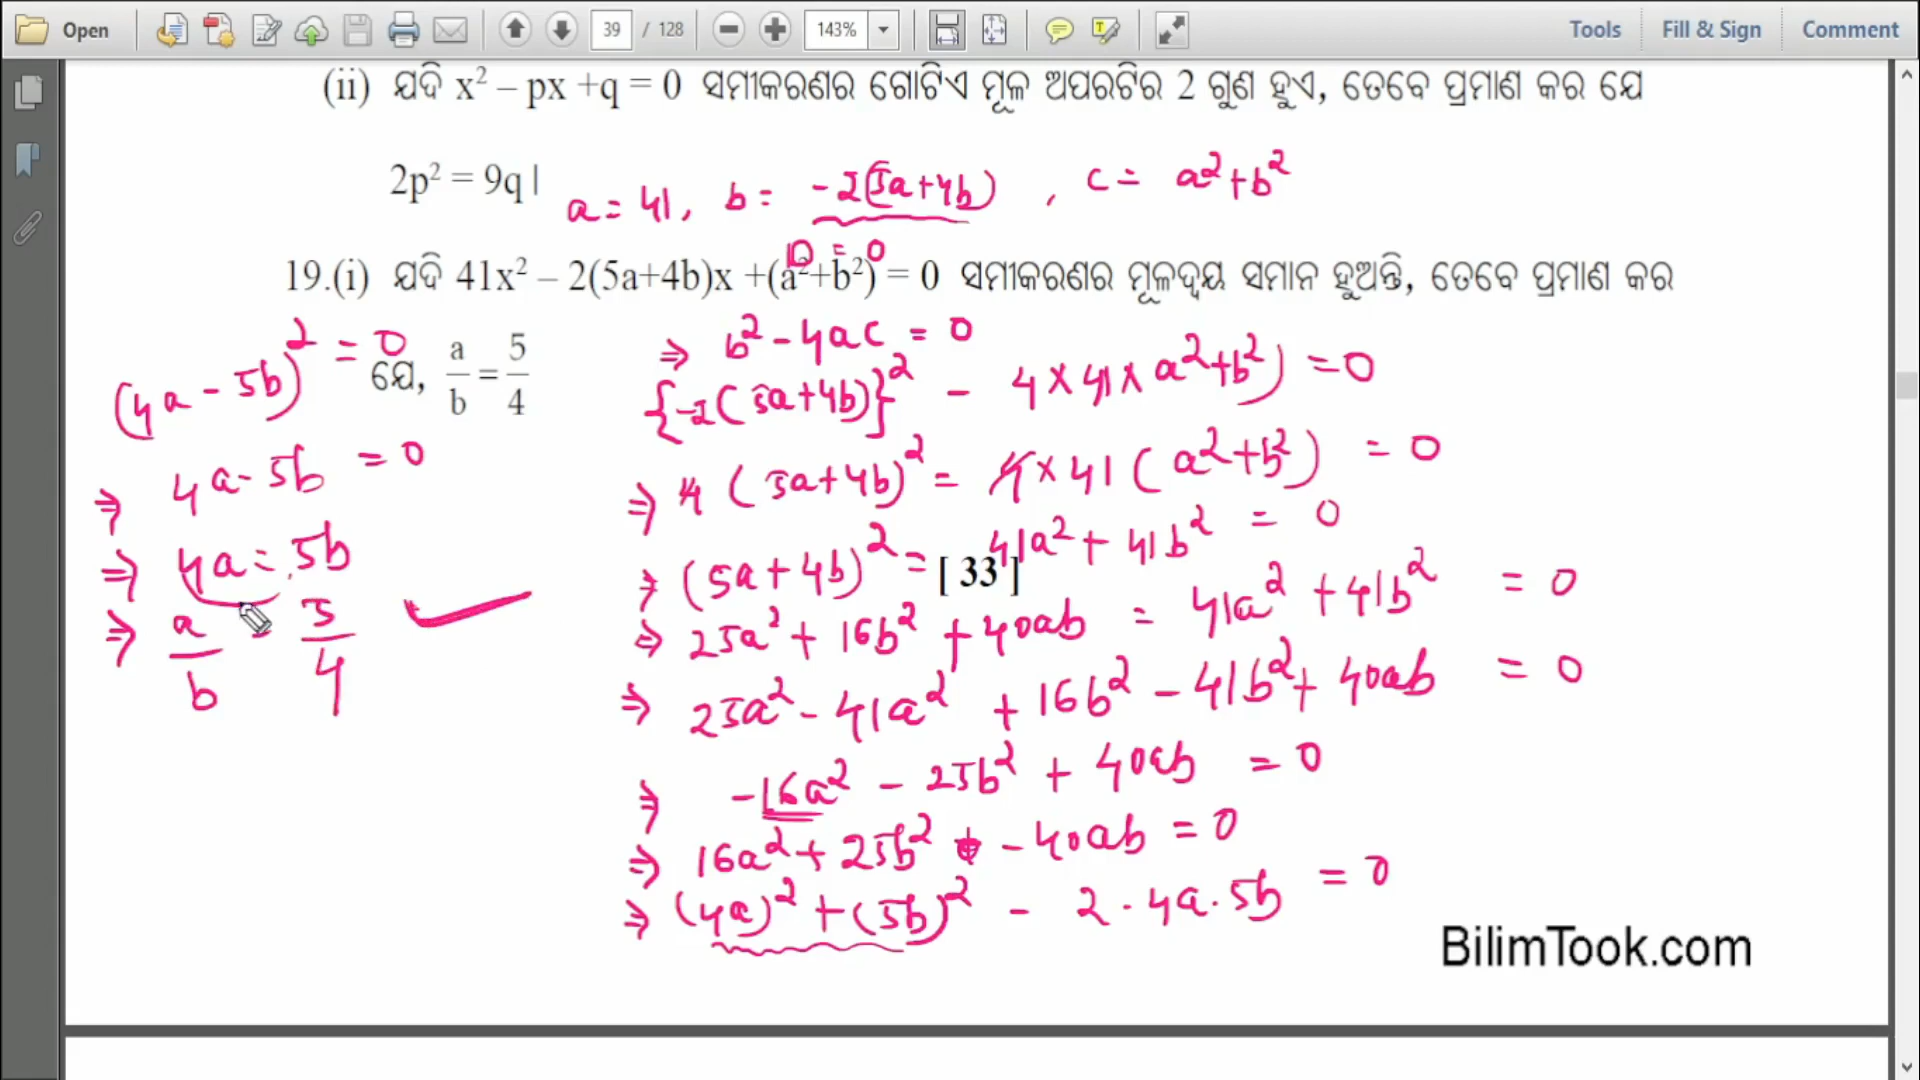 Open 39 / 128 143% Tools Fill & Sign Comment
(ii) ଯଦି x² – px +q = 0 ସମୀକରଣର ଗୋଟିଏ ମୂଳ ଅପରଟିର 2 ଗୁଣ ହୁଏ, ତେବେ ପ୍ରମାଣ କର ଯେ
2p² = 9q |
a = 41, b = -2(5a+4b) , c = a²+b²
D = 0
19.(i) ଯଦି 41x² – 2(5a+4b)x +(a²+b²) = 0 ସମୀକରଣର ମୂଳଦ୍ୱୟ ସମାନ ହୁଅନ୍ତି, ତେବେ ପ୍ରମାଣ କର
ଯେ, a/b = 5/4
⇒ b² - 4ac = 0
{-2(5a+4b)}² - 4×41×a²+b²) = 0
⇒ 4(5a+4b)² = 4×41(a²+b²) = 0
⇒ (5a+4b)² = 41a²+41b² = 0
[ 33 ]
⇒ 25a²+16b²+40ab = 41a²+41b² = 0
⇒ 25a²-41a²+16b²-41b²+40ab = 0
⇒ -16a²-25b²+40ab = 0
⇒ 16a²+25b² -40ab = 0
⇒ (4a)²+(5b)² - 2·4a·5b = 0
(4a-5b)² = 0
⇒ 4a-5b = 0
⇒ 4a = 5b
⇒ a/b = 5/4
BilimTook.com